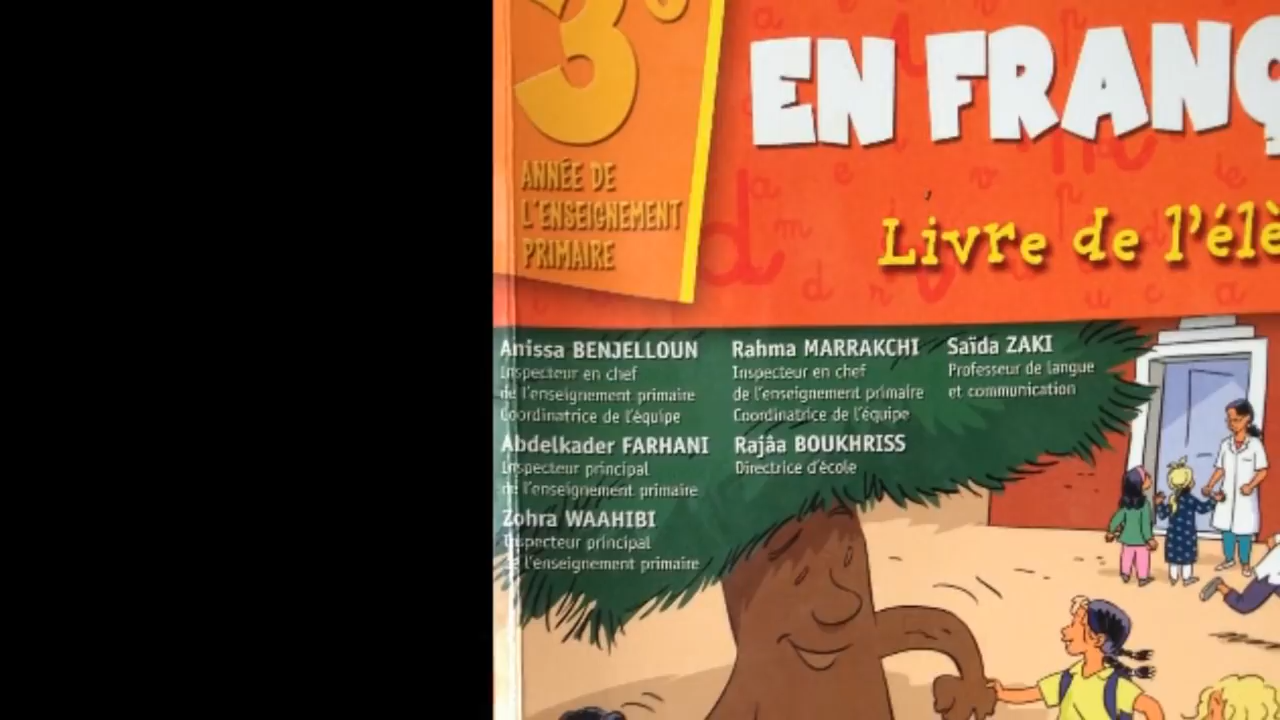 3e
ANNÉE DE
L'ENSEIGNEMENT
PRIMAIRE
EN FRANÇ
Livre de l'élè
Anissa BENJELLOUN
Inspecteur en chef
de l'enseignement primaire
Coordinatrice de l'équipe
Abdelkader FARHANI
Inspecteur principal
de l'enseignement primaire
Zohra WAAHIBI
Inspecteur principal
de l'enseignement primaire
Rahma MARRAKCHI
Inspecteur en chef
de l'enseignement primaire
Coordinatrice de l'équipe
Rajâa BOUKHRISS
Directrice d'école
Saïda ZAKI
Professeur de langue
et communication